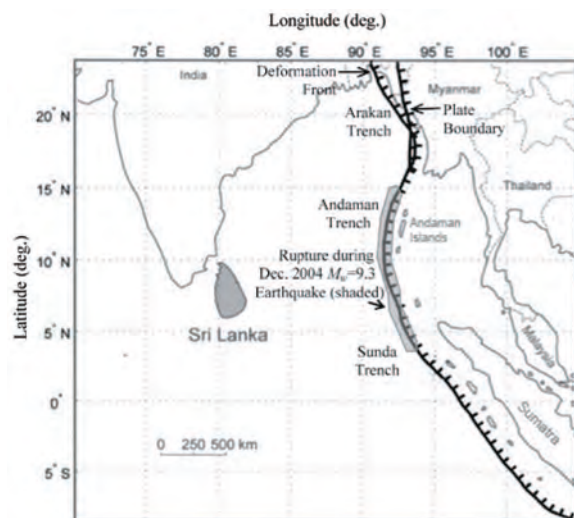 Longitude (deg.)
75° E
80° E
85° E
90° E
95° E
100° E
India
Deformation
Front
Myanmar
Plate
Boundary
Arakan
Trench
20° N
Thailand
15° N
Andaman
Trench
Andaman
Islands
10° N
Rupture during
Dec. 2004 Mw=9.3
Earthquake (shaded)
Latitude (deg.)
Sri Lanka
5° N
Sunda
Trench
Malaysia
Sumatra
0°
0 250 500 km
5° S